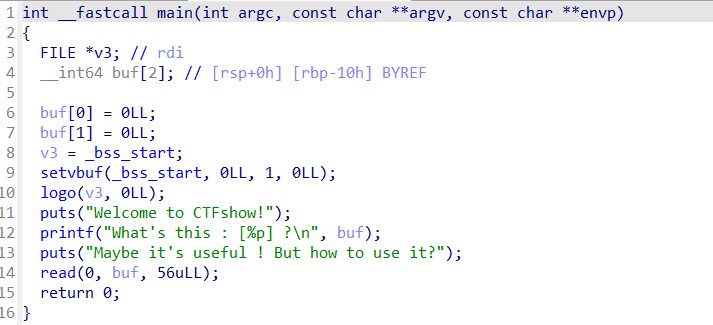 1 int __fastcall main(int argc, const char **argv, const char **envp)
2 {
3 FILE *v3; // rdi
4 __int64 buf[2]; // [rsp+0h] [rbp-10h] BYREF
5
6 buf[0] = 0LL;
7 buf[1] = 0LL;
8 v3 = _bss_start;
9 setvbuf(_bss_start, 0LL, 1, 0LL);
10 logo(v3, 0LL);
11 puts("Welcome to CTFshow!");
12 printf("What's this : [%p] ?\n", buf);
13 puts("Maybe it's useful ! But how to use it?");
14 read(0, buf, 56uLL);
15 return 0;
16 }